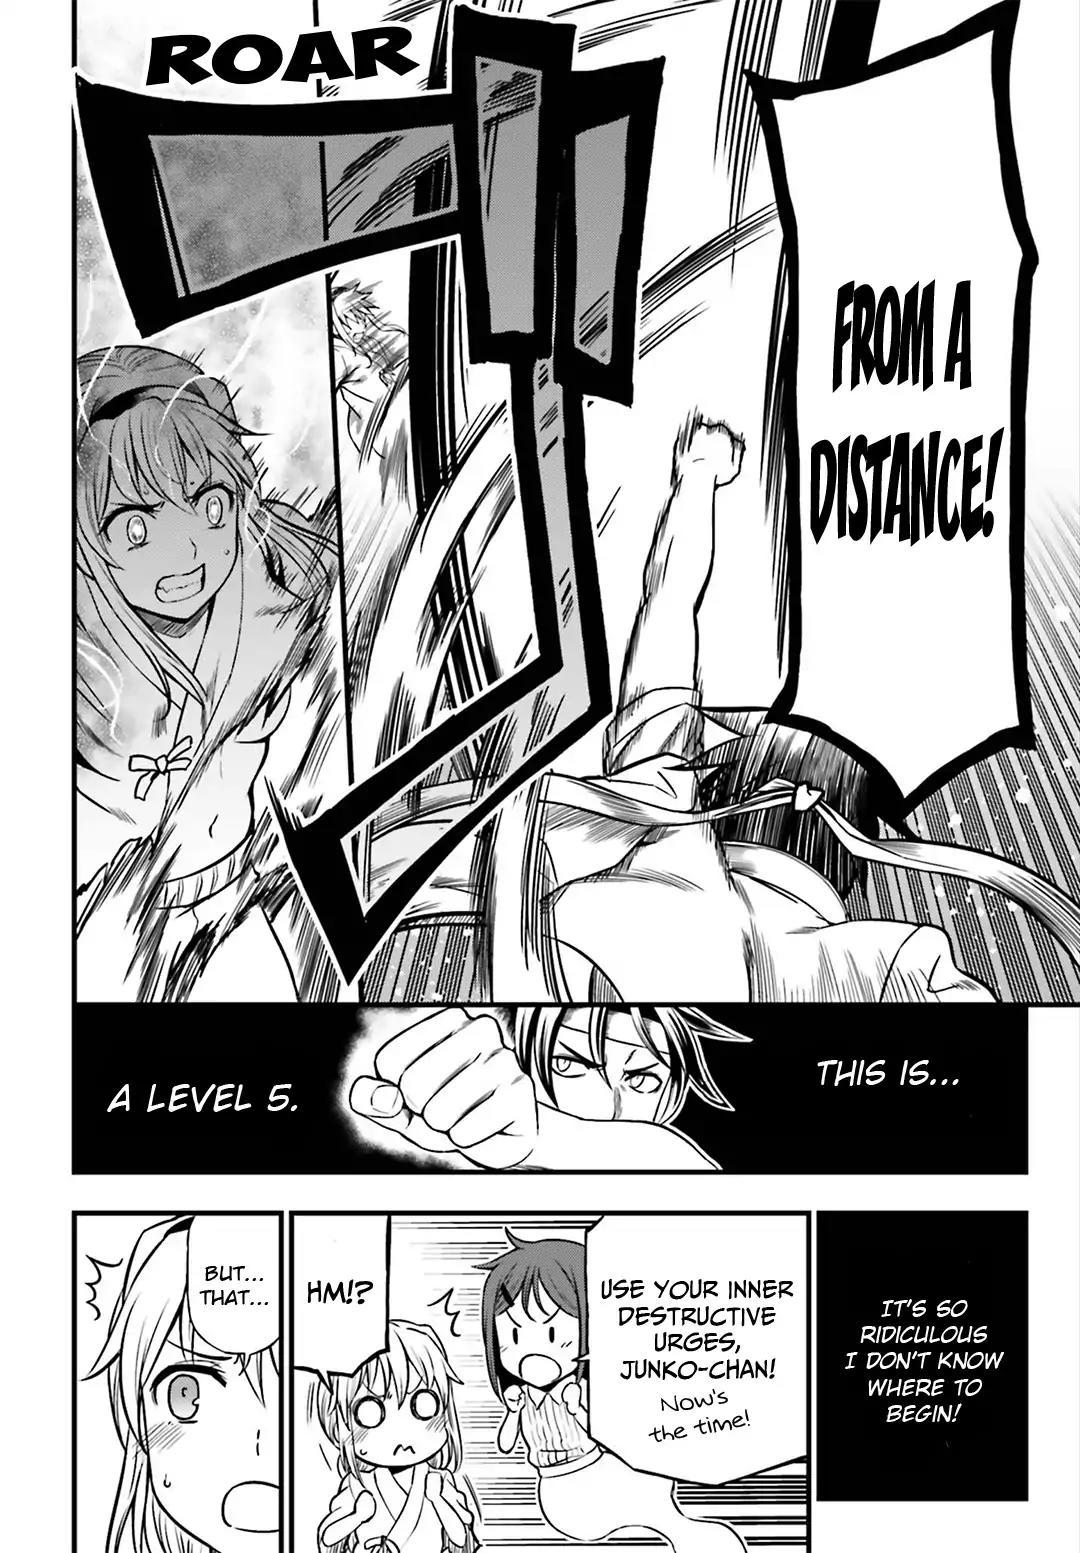 ROAR
FROM A
DISTANCE!
THIS IS...
A LEVEL 5.
IT'S SO
RIDICULOUS
I DON'T KNOW
WHERE TO
BEGIN!
USE YOUR INNER
DESTRUCTIVE
URGES,
JUNKO-CHAN!
Now's
the time!
HM!?
BUT...
THAT...